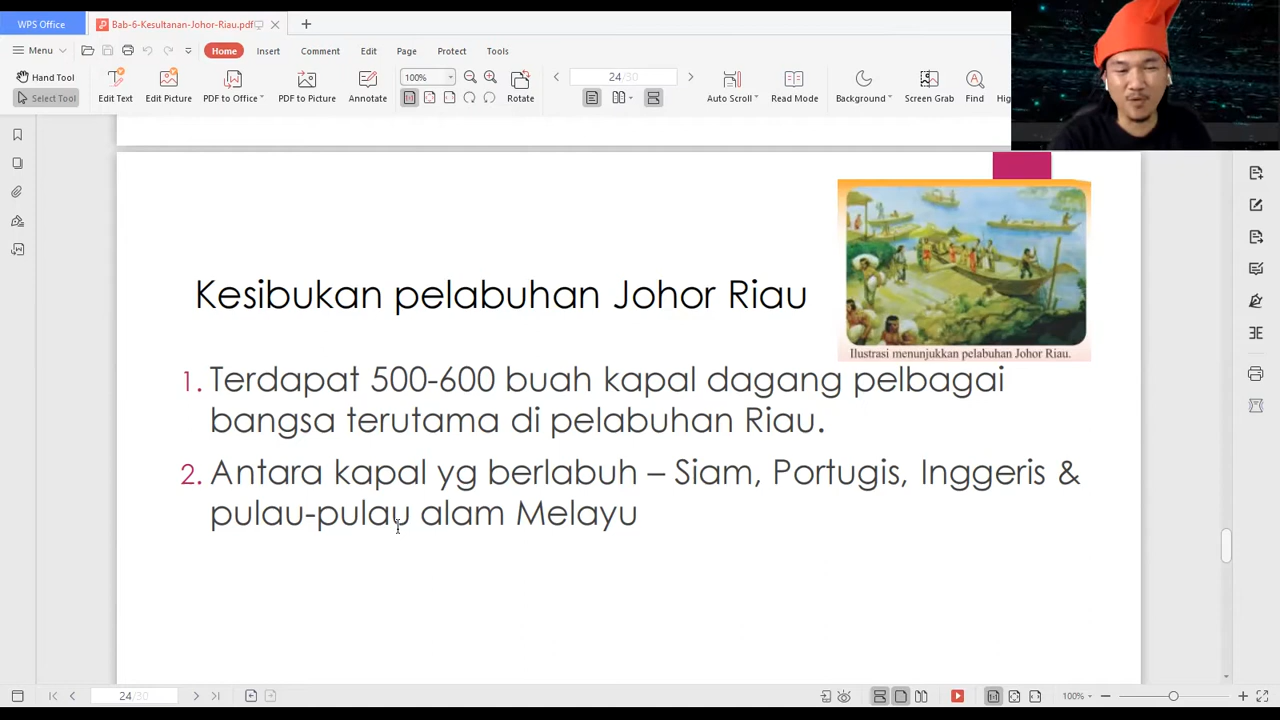 WPS Office
Bab-6-Kesultanan-Johor-Riau.pdf
Menu
Home
Insert
Comment
Edit
Page
Protect
Tools
Hand Tool
Select Tool
Edit Text
Edit Picture
PDF to Office
PDF to Picture
Annotate
100%
Rotate
24/30
Auto Scroll
Read Mode
Background
Screen Grab
Find
Kesibukan pelabuhan Johor Riau
Ilustrasi menunjukkan pelabuhan Johor Riau.
1. Terdapat 500-600 buah kapal dagang pelbagai
bangsa terutama di pelabuhan Riau.
2. Antara kapal yg berlabuh – Siam, Portugis, Inggeris &
pulau-pulau alam Melayu
24/30
100%